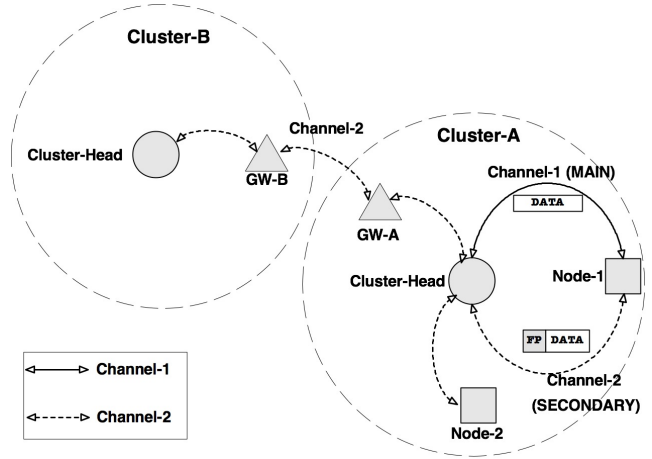 Cluster-B
Channel-2
Cluster-Head
GW-B
Cluster-A
Channel-1 (MAIN)
DATA
GW-A
Cluster-Head
Node-1
FP DATA
Channel-2
(SECONDARY)
Node-2
Channel-1
Channel-2